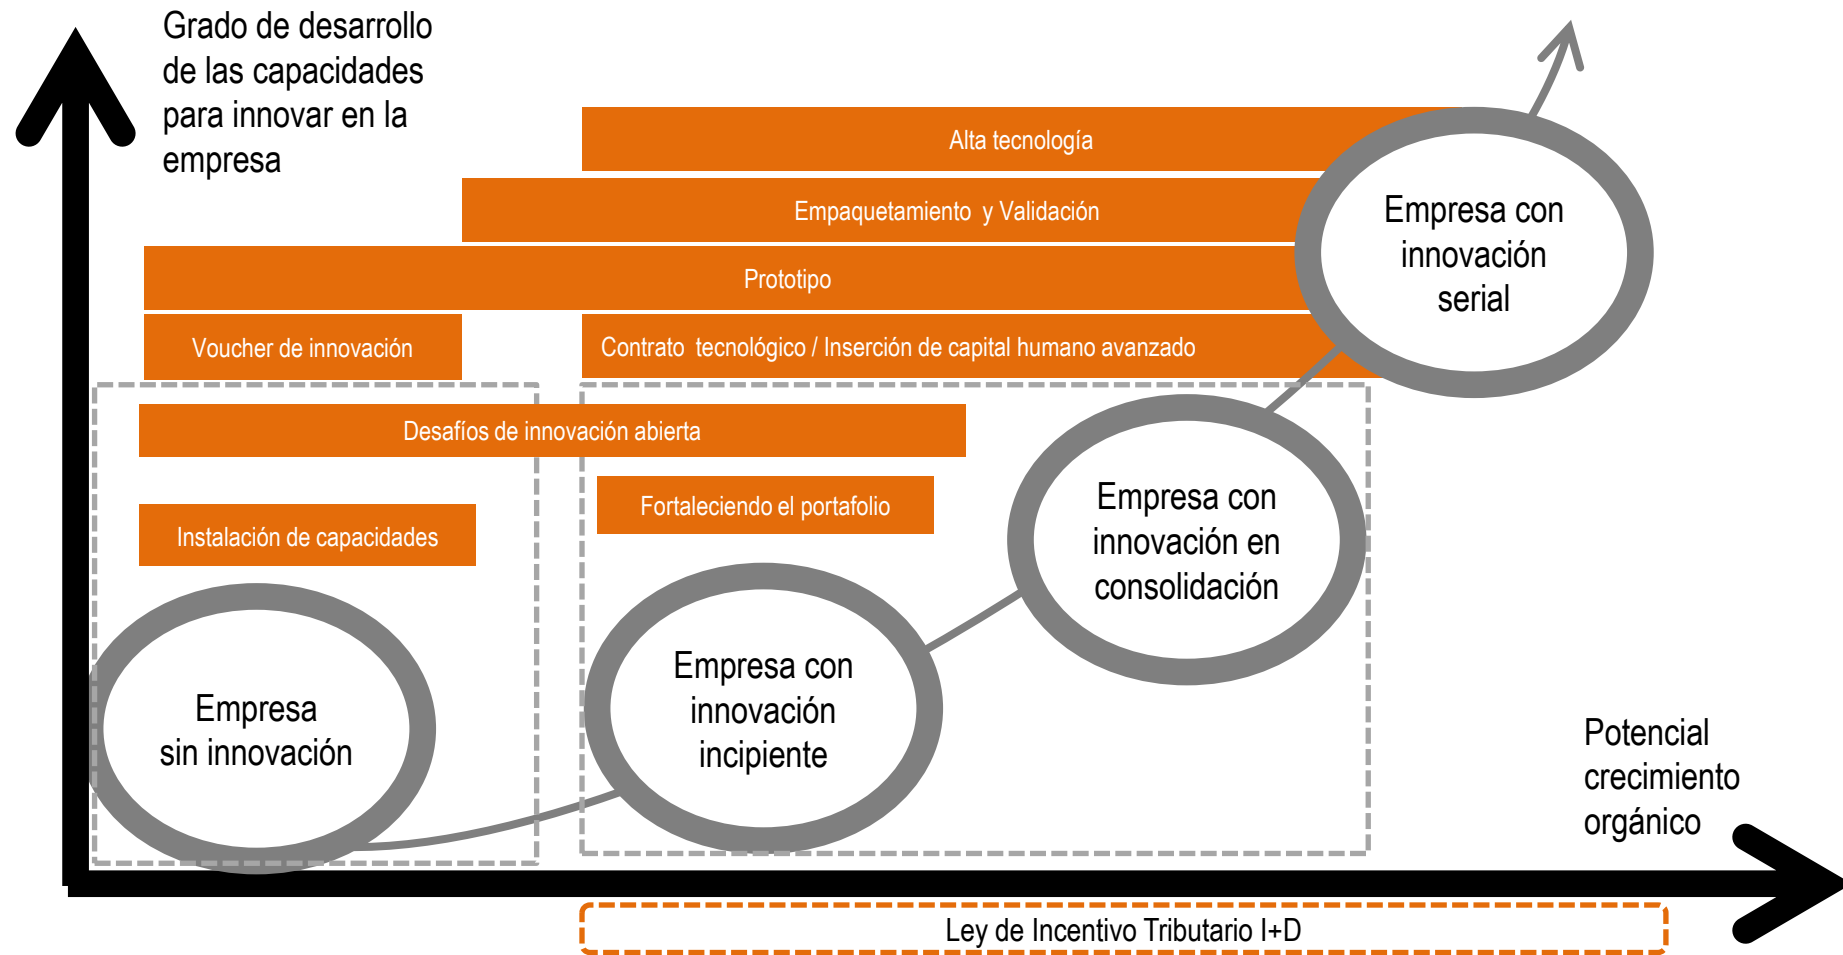 Grado de desarrollo
de las capacidades
para innovar en la
empresa
Alta tecnología
Empaquetamiento y Validación
Prototipo
Voucher de innovación
Contrato tecnológico / Inserción de capital humano avanzado
Desafíos de innovación abierta
Fortaleciendo el portafolio
Instalación de capacidades
Empresa con
innovación
serial
Empresa con
innovación en
consolidación
Empresa con
innovación
incipiente
Empresa
sin innovación
Potencial
crecimiento
orgánico
Ley de Incentivo Tributario I+D